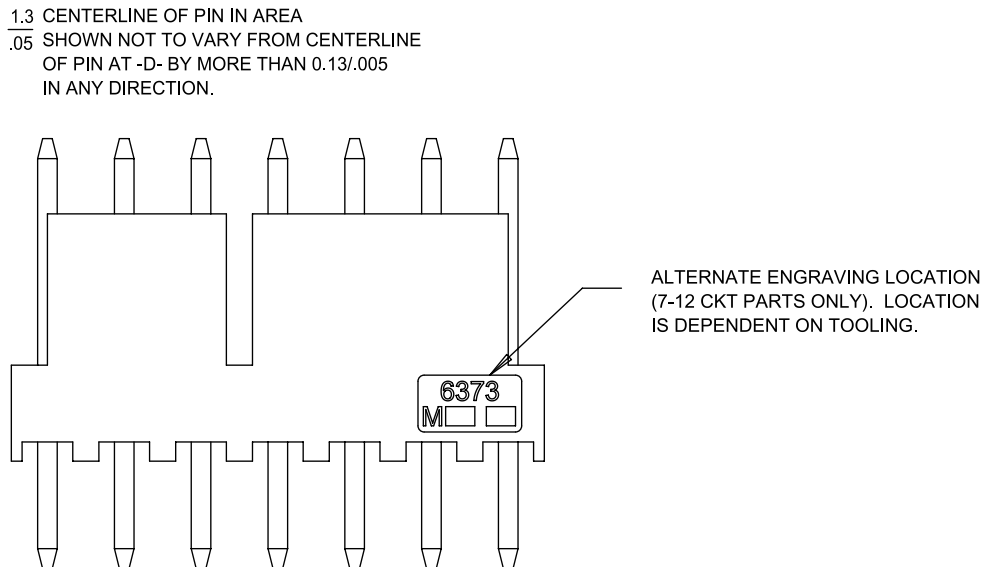 1.3 CENTERLINE OF PIN IN AREA
.05 SHOWN NOT TO VARY FROM CENTERLINE
OF PIN AT -D- BY MORE THAN 0.13/.005
IN ANY DIRECTION.
ALTERNATE ENGRAVING LOCATION
(7-12 CKT PARTS ONLY). LOCATION
IS DEPENDENT ON TOOLING.
6373
M